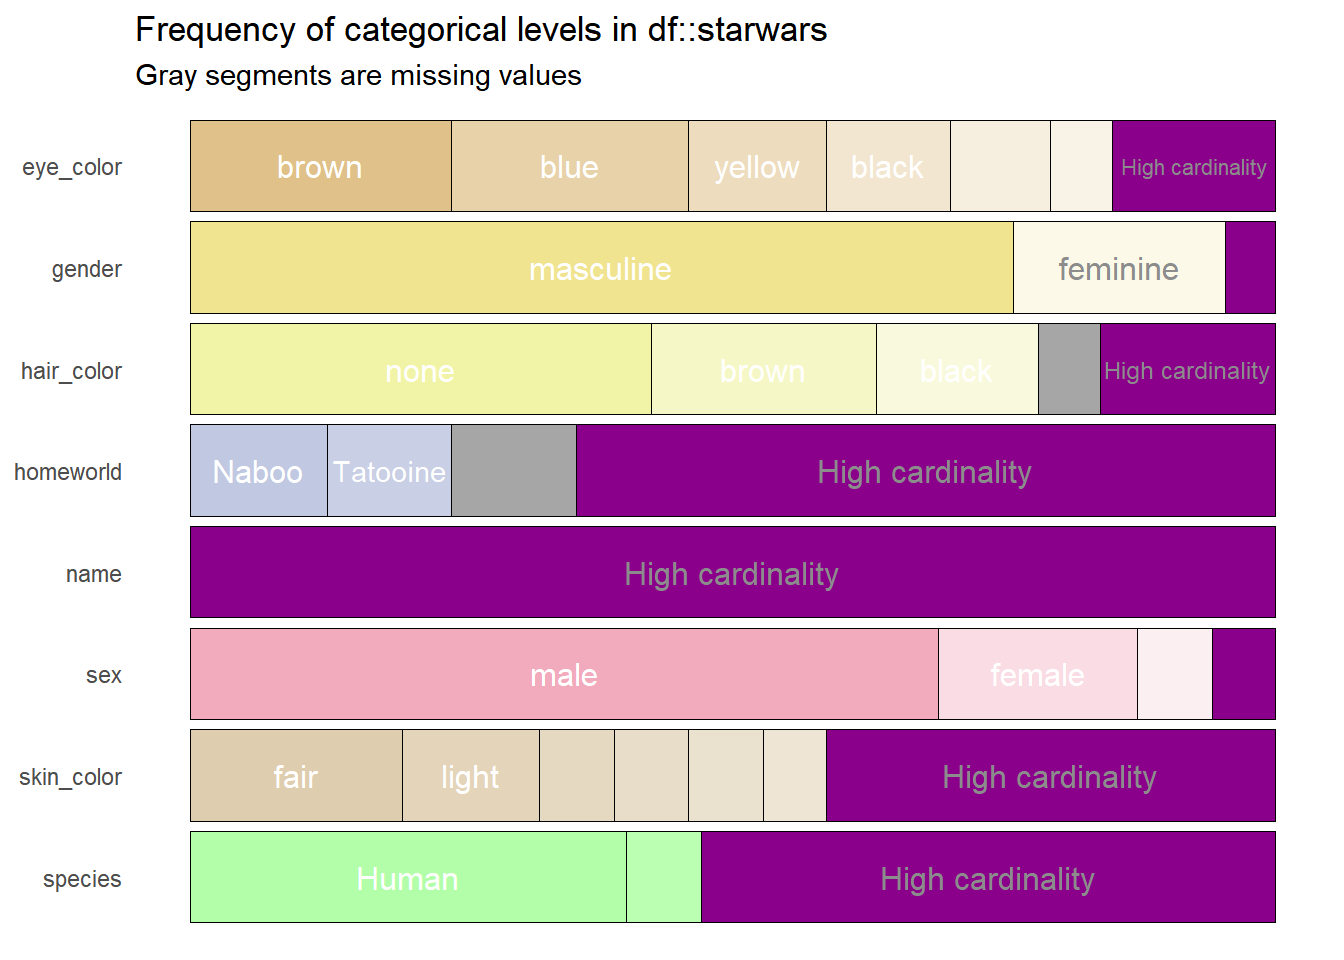 Frequency of categorical levels in df::starwars
Gray segments are missing values
eye_color brown blue yellow black High cardinality
gender masculine feminine
hair_color none brown black High cardinality
homeworld Naboo Tatooine High cardinality
name High cardinality
sex male female
skin_color fair light High cardinality
species Human High cardinality